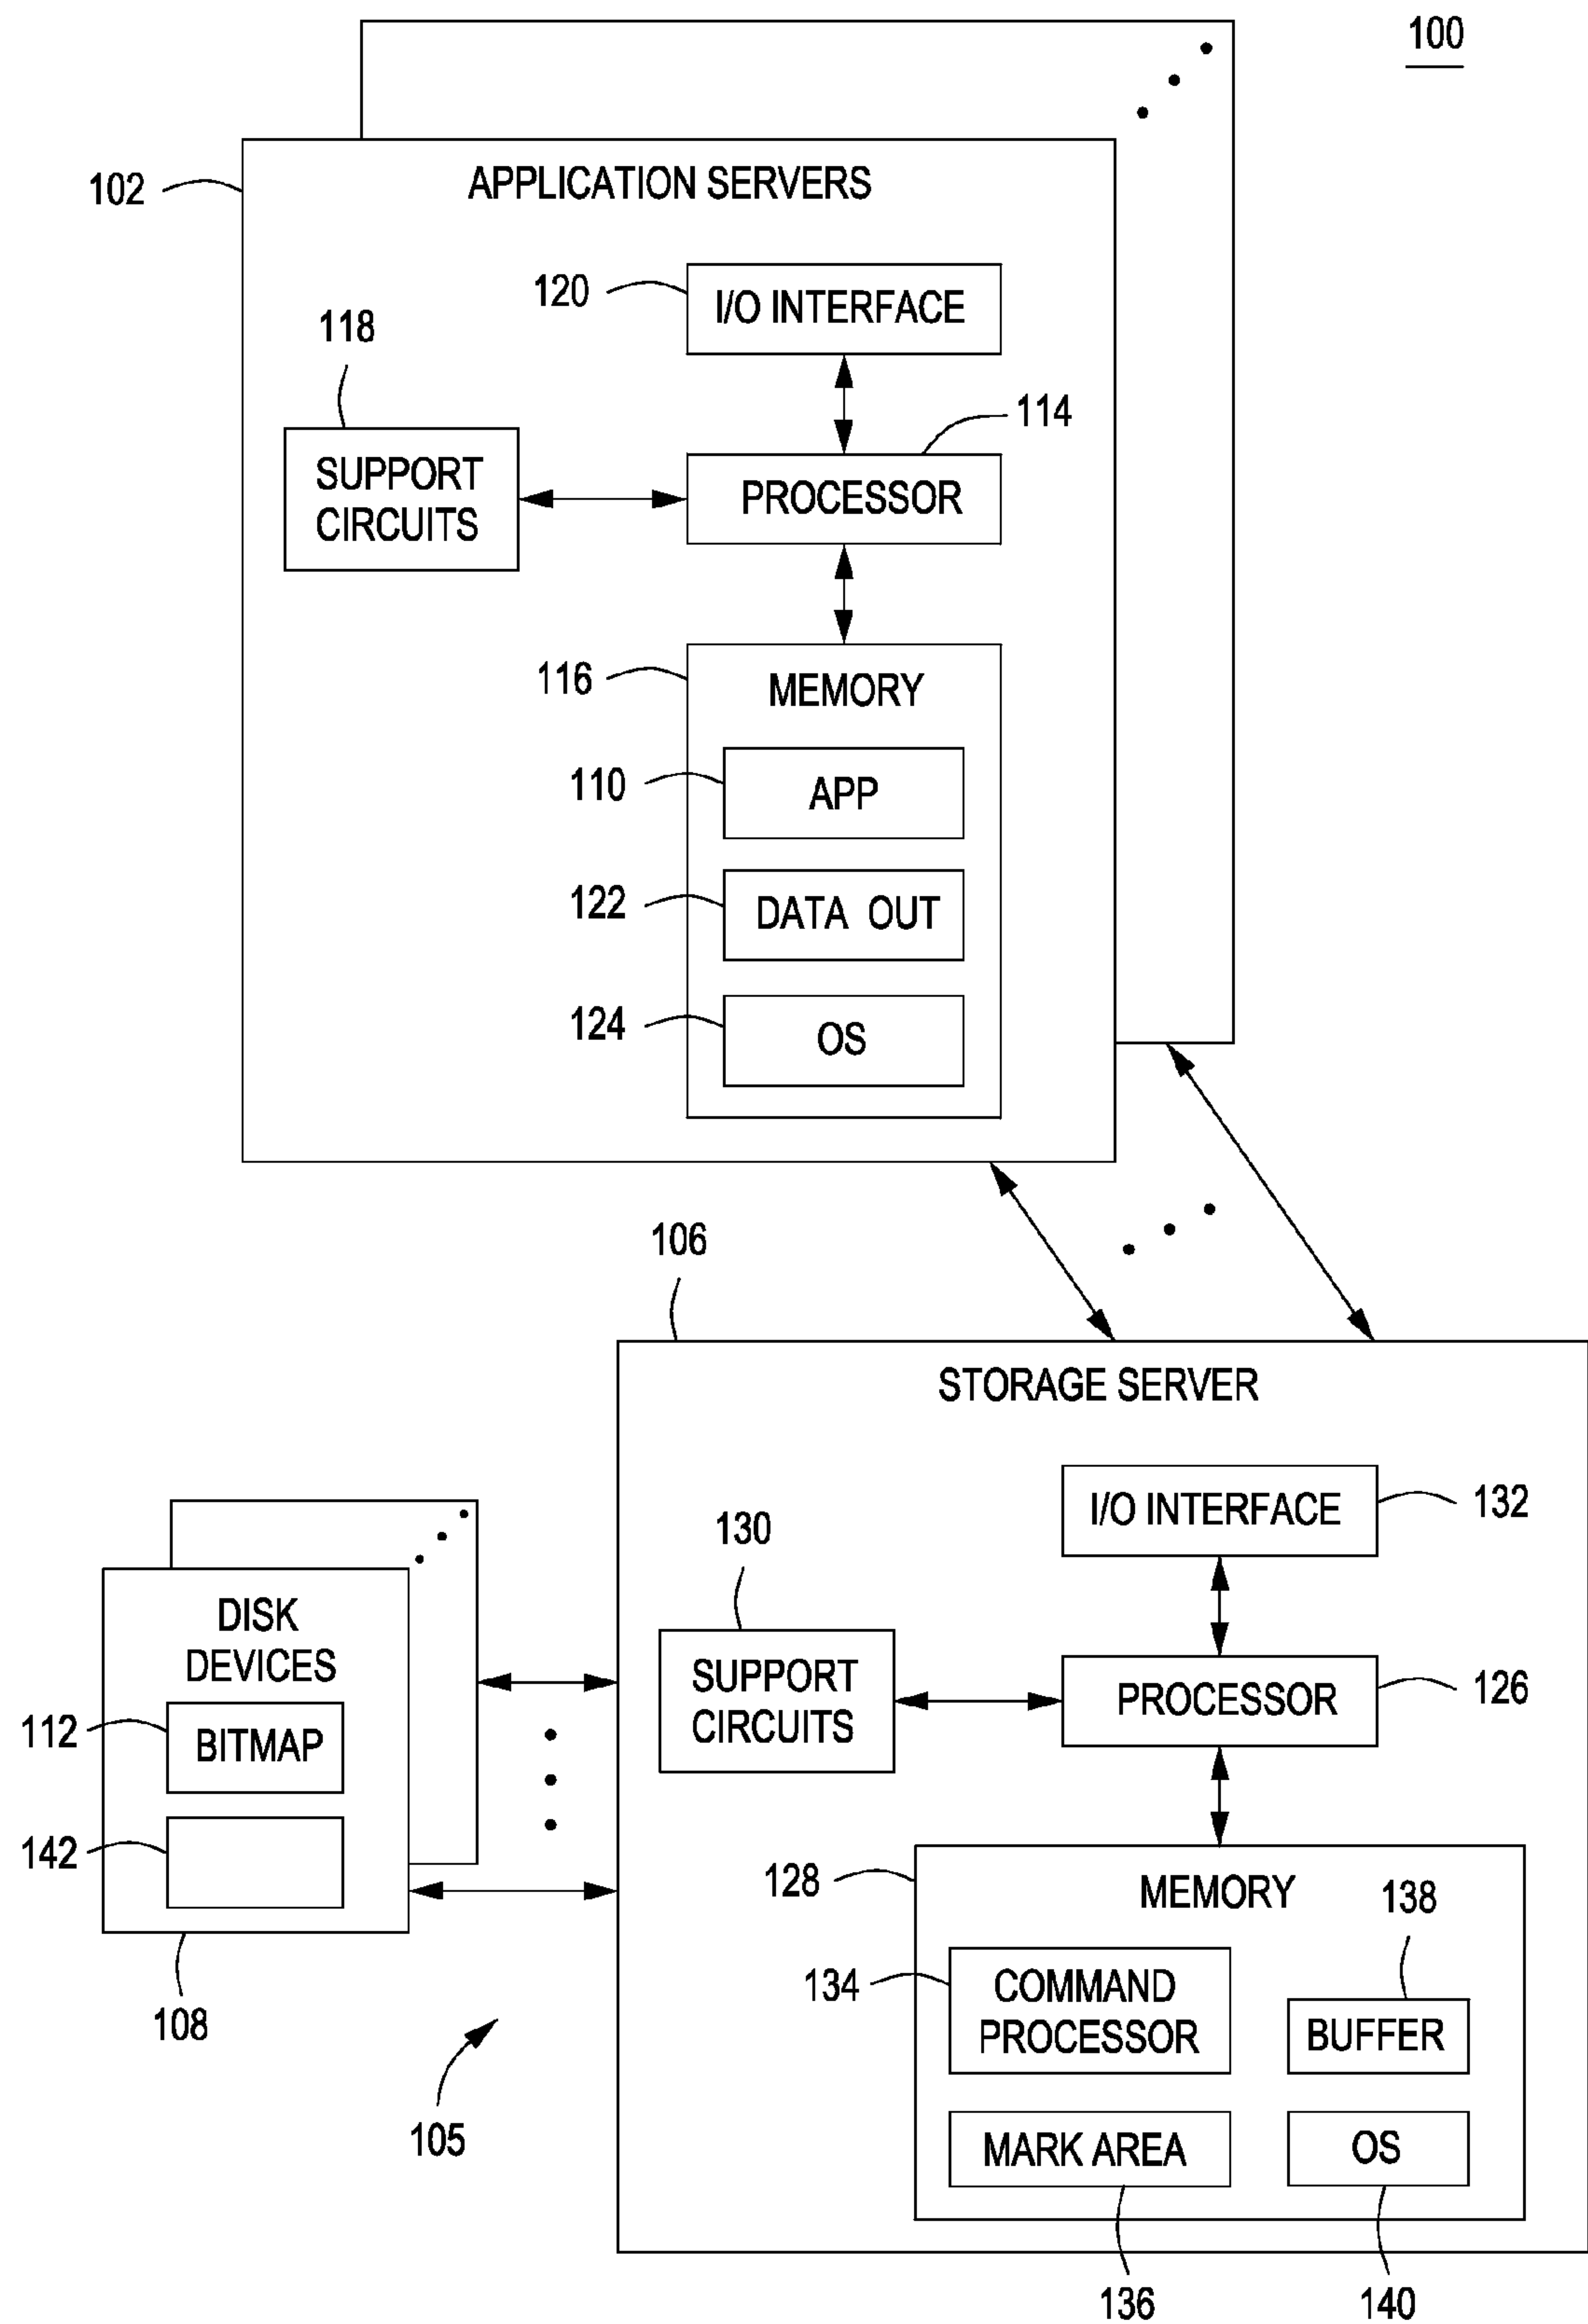 100
102
APPLICATION SERVERS
120
I/O INTERFACE
118
114
SUPPORT
CIRCUITS
PROCESSOR
116
MEMORY
110
APP
122
DATA OUT
124
OS
106
STORAGE SERVER
132
I/O INTERFACE
130
DISK
DEVICES
SUPPORT
CIRCUITS
126
PROCESSOR
112
BITMAP
142
128
MEMORY
138
134
COMMAND
PROCESSOR
BUFFER
108
105
MARK AREA
OS
136
140